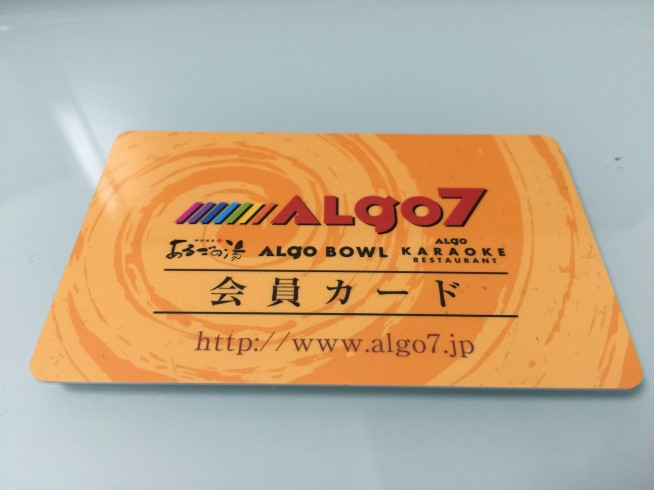 ALGO7
あるごの湯 ALGO BOWL ALGO KARAOKE RESTAURANT
会員カード
http://www.algo7.jp